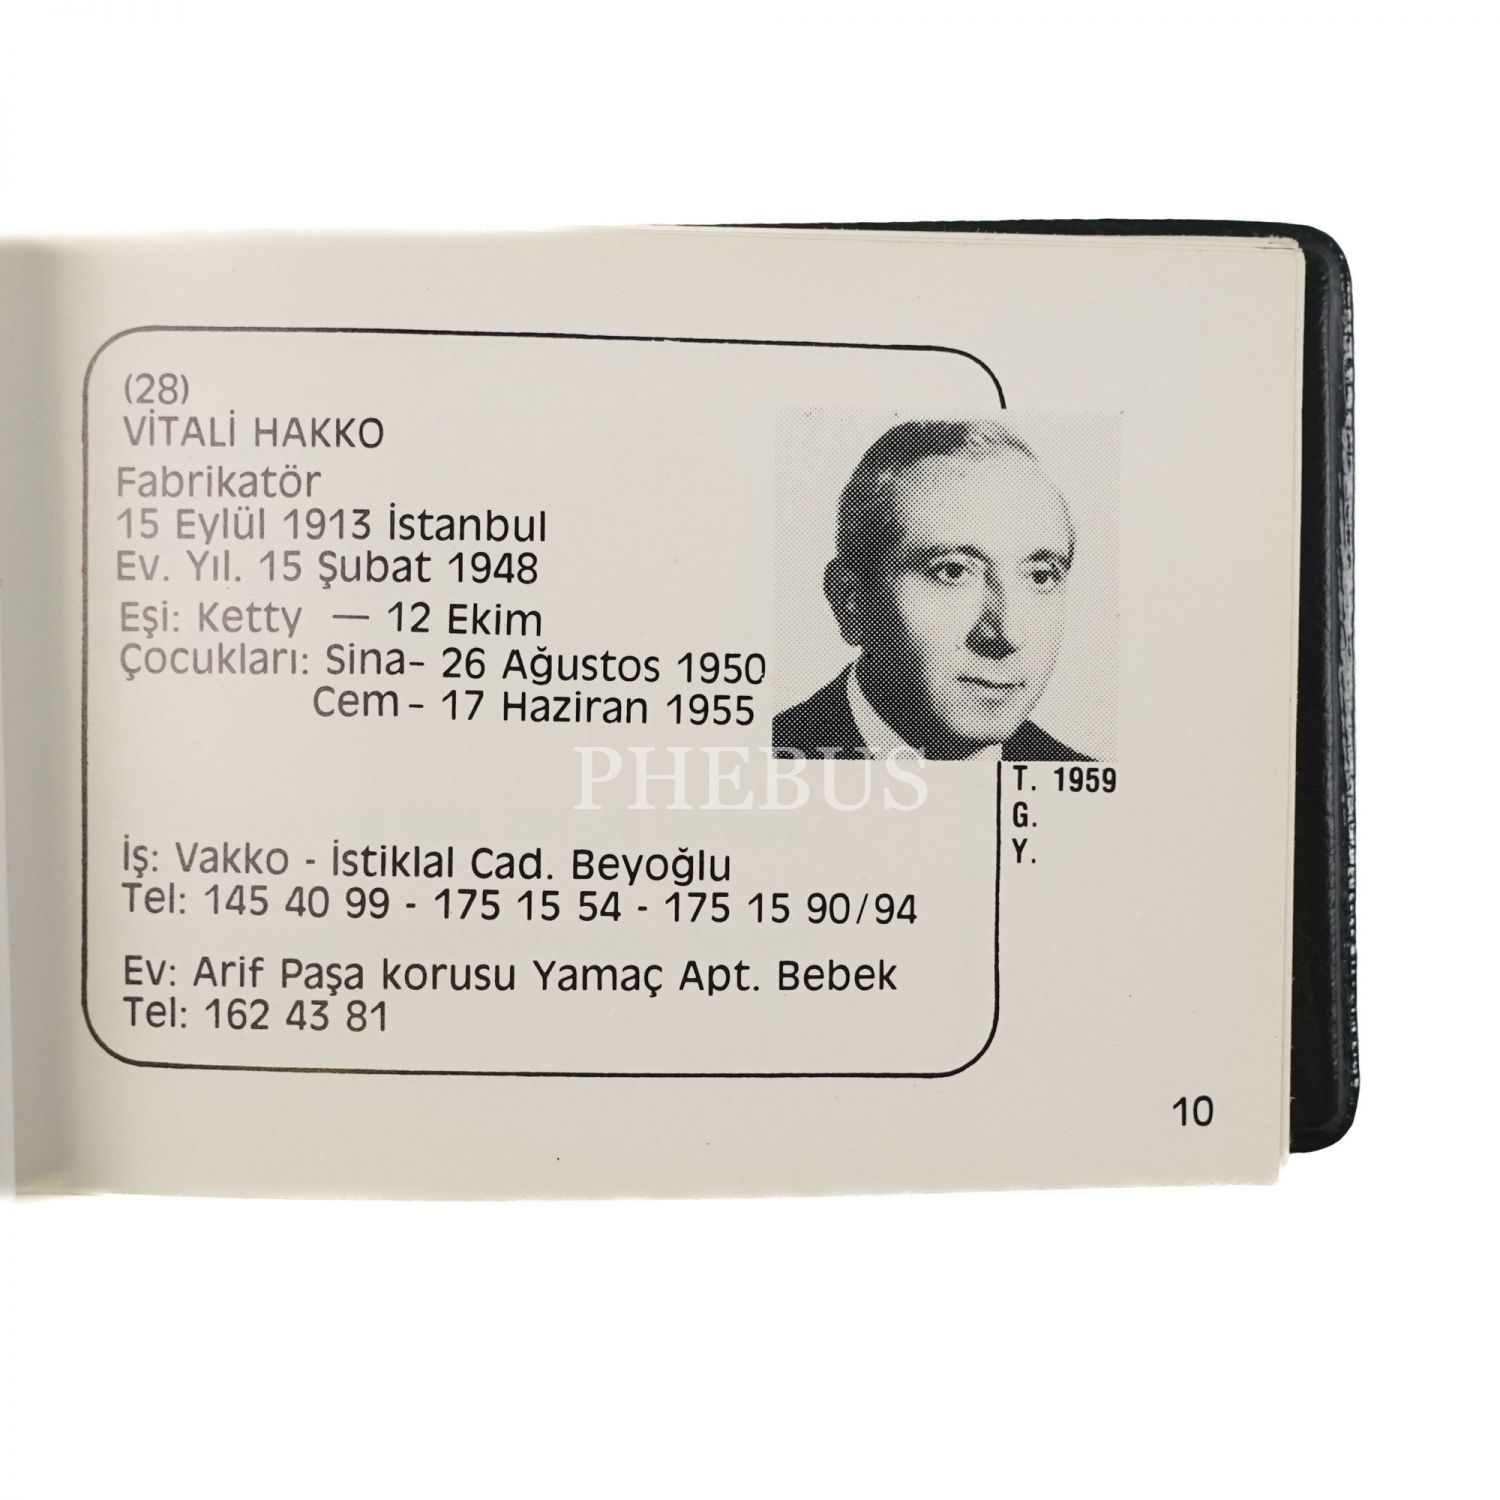 (28)
VİTALİ HAKKO
Fabrikatör
15 Eylül 1913 İstanbul
Ev. Yıl. 15 Şubat 1948
Eşi: Ketty — 12 Ekim
Çocukları: Sina- 26 Ağustos 1950
Cem- 17 Haziran 1955
PHEBUS
T. 1959
G.
Y.
İş: Vakko - İstiklal Cad. Beyoğlu
Tel: 145 40 99 - 175 15 54 - 175 15 90/94
Ev: Arif Paşa korusu Yamaç Apt. Bebek
Tel: 162 43 81
10